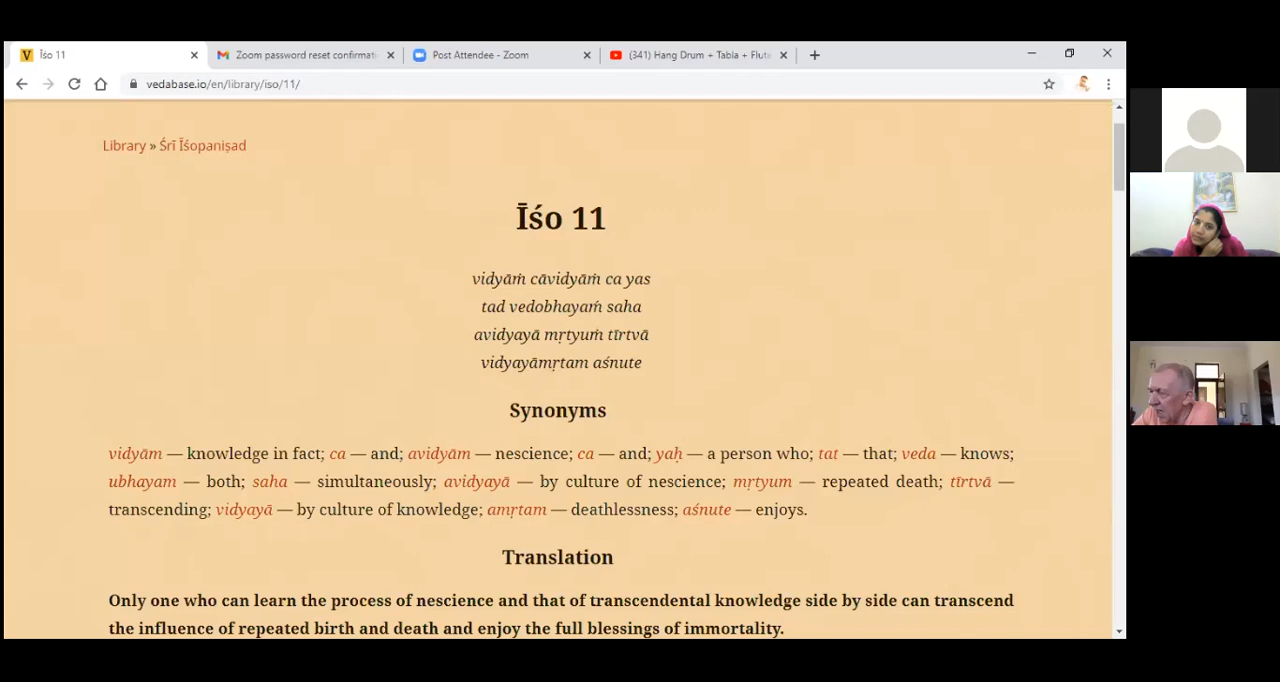 Īśo 11
Zoom password reset confirmati
Post Attendee - Zoom
(341) Hang Drum + Tabla + Flute
vedabase.io/en/library/iso/11/
Library » Śrī Īśopaniṣad
Īśo 11
vidyāṁ cāvidyāṁ ca yas
tad vedobhayaṁ saha
avidyayā mṛtyuṁ tīrtvā
vidyayāmṛtam aśnute
Synonyms
vidyām — knowledge in fact; ca — and; avidyām — nescience; ca — and; yaḥ — a person who; tat — that; veda — knows;
ubhayam — both; saha — simultaneously; avidyayā — by culture of nescience; mṛtyum — repeated death; tīrtvā —
transcending; vidyayā — by culture of knowledge; amṛtam — deathlessness; aśnute — enjoys.
Translation
Only one who can learn the process of nescience and that of transcendental knowledge side by side can transcend
the influence of repeated birth and death and enjoy the full blessings of immortality.